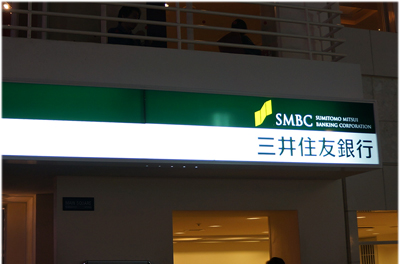 SMBC SUMITOMO MITSUI
BANKING CORPORATION
三井住友銀行